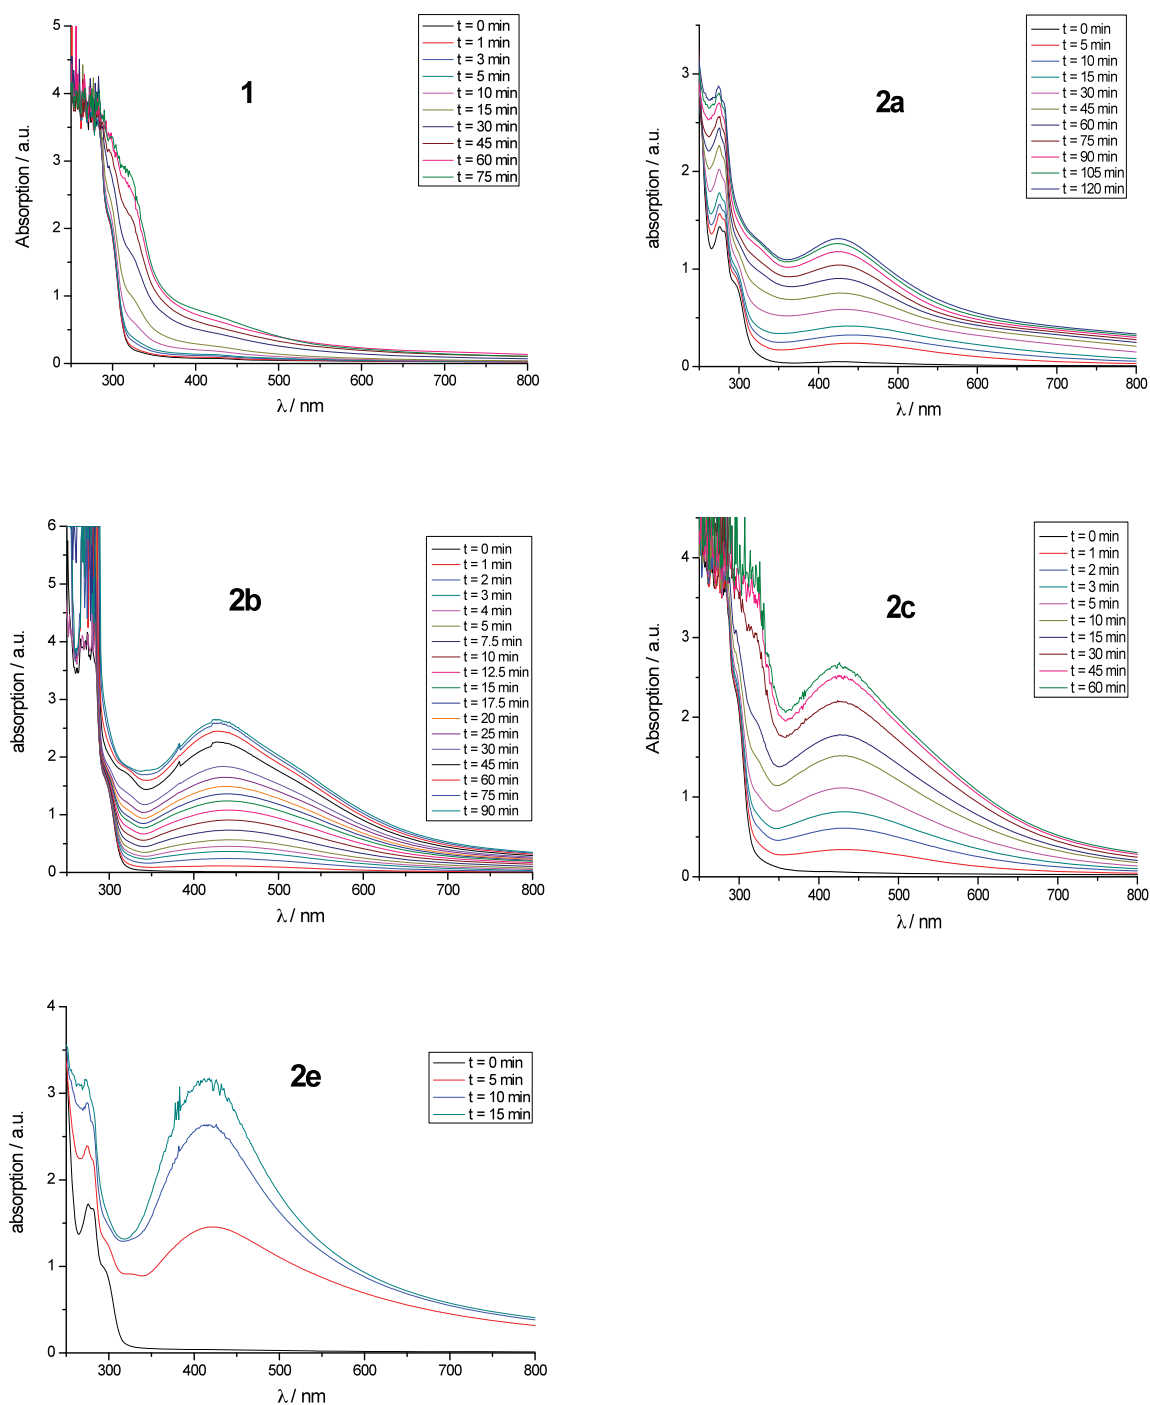 1
Absorption / a.u.
5
4
3
2
1
0
300
400
500
600
700
800
λ / nm
t = 0 min
t = 1 min
t = 3 min
t = 5 min
t = 10 min
t = 15 min
t = 30 min
t = 45 min
t = 60 min
t = 75 min
2a
absorption / a.u.
3
2
1
0
300
400
500
600
700
800
λ / nm
t = 0 min
t = 5 min
t = 10 min
t = 15 min
t = 30 min
t = 45 min
t = 60 min
t = 75 min
t = 90 min
t = 105 min
t = 120 min
2b
absorption / a.u.
6
5
4
3
2
1
0
300
400
500
600
700
800
λ / nm
t = 0 min
t = 1 min
t = 2 min
t = 3 min
t = 4 min
t = 5 min
t = 7.5 min
t = 10 min
t = 12.5 min
t = 15 min
t = 17.5 min
t = 20 min
t = 25 min
t = 30 min
t = 45 min
t = 60 min
t = 75 min
t = 90 min
2c
Absorption / a.u.
4
3
2
1
0
300
400
500
600
700
800
λ / nm
t = 0 min
t = 1 min
t = 2 min
t = 3 min
t = 5 min
t = 10 min
t = 15 min
t = 30 min
t = 45 min
t = 60 min
2e
absorption / a.u.
4
3
2
1
0
300
400
500
600
700
800
λ / nm
t = 0 min
t = 5 min
t = 10 min
t = 15 min